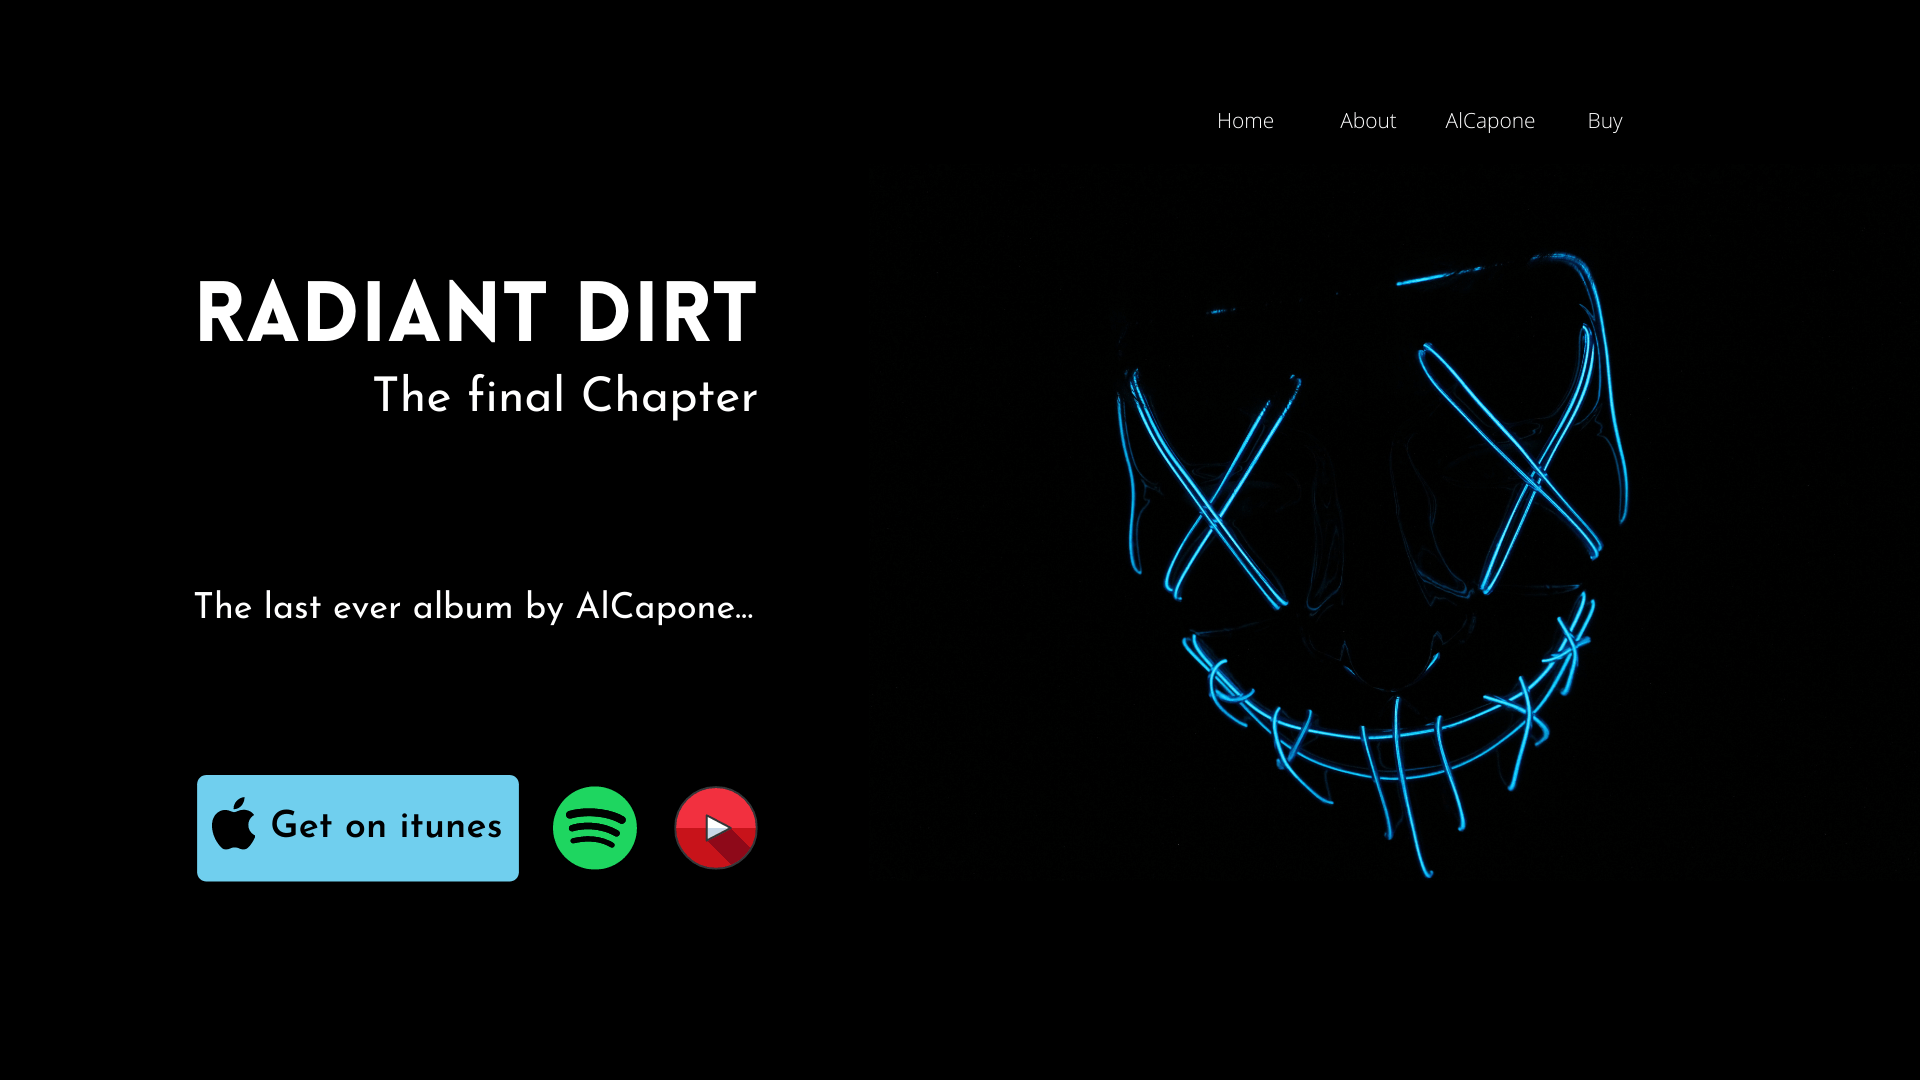 Home About AlCapone Buy
RADIANT DIRT
The final Chapter
The last ever album by AlCapone...
Get on itunes